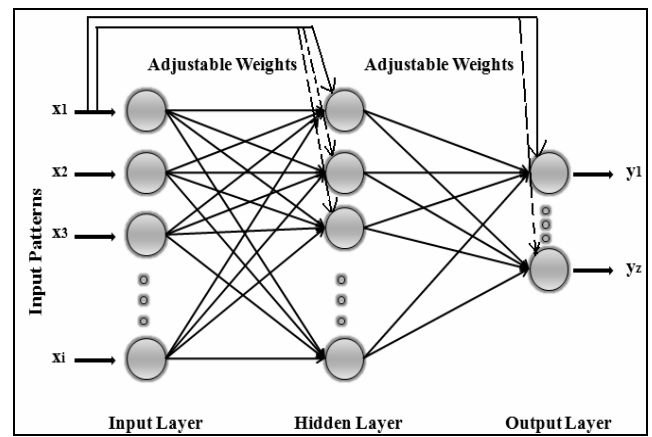 Adjustable Weights
Adjustable Weights
x1
x2
x3
xi
Input Patterns
y1
yz
Input Layer
Hidden Layer
Output Layer